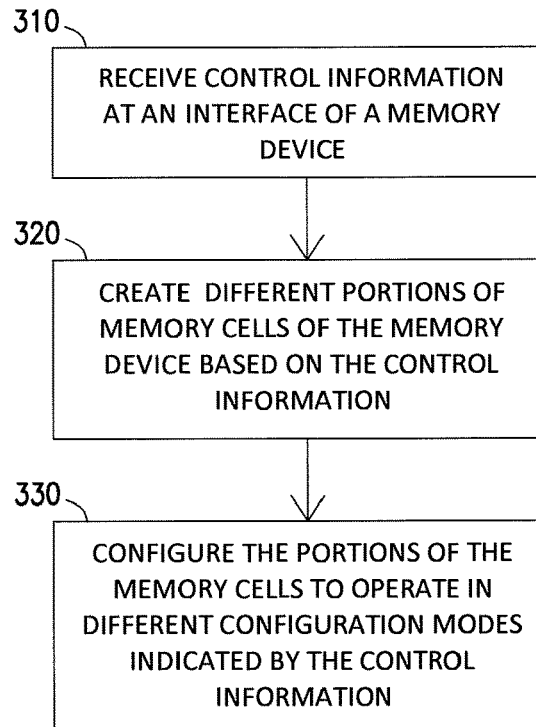 310
RECEIVE CONTROL INFORMATION
AT AN INTERFACE OF A MEMORY
DEVICE
320
CREATE DIFFERENT PORTIONS OF
MEMORY CELLS OF THE MEMORY
DEVICE BASED ON THE CONTROL
INFORMATION
330
CONFIGURE THE PORTIONS OF THE
MEMORY CELLS TO OPERATE IN
DIFFERENT CONFIGURATION MODES
INDICATED BY THE CONTROL
INFORMATION